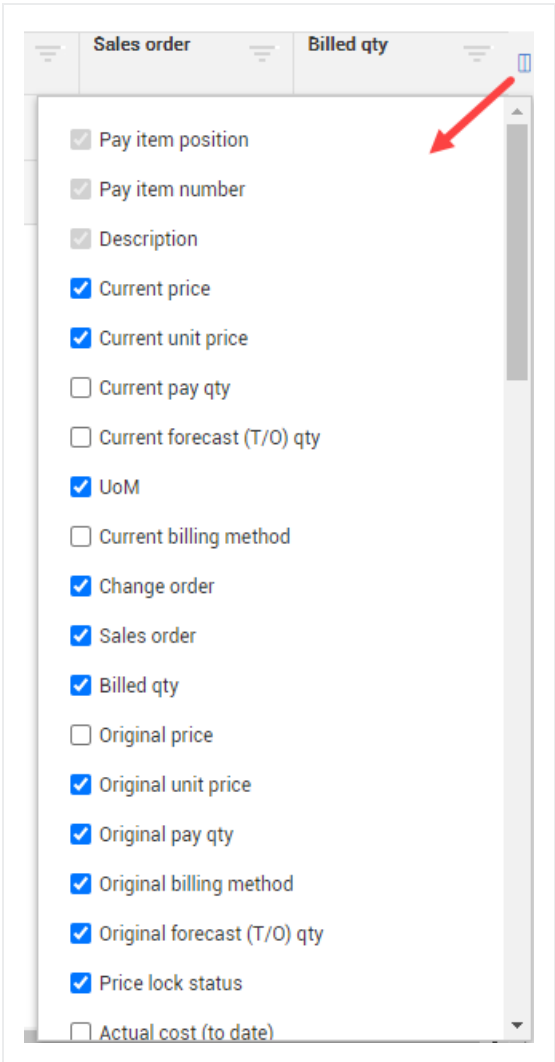 Sales order
Billed qty
Pay item position
Pay item number
Description
Current price
Current unit price
Current pay qty
Current forecast (T/O) qty
UoM
Current billing method
Change order
Sales order
Billed qty
Original price
Original unit price
Original pay qty
Original billing method
Original forecast (T/O) qty
Price lock status
Actual cost (to date)